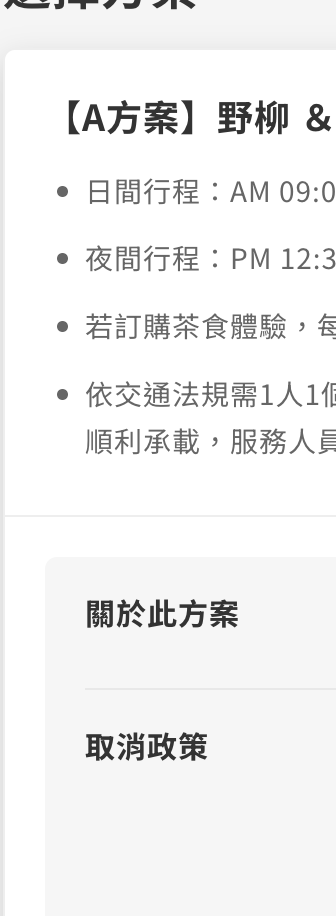 選擇方案
【A方案】野柳 &
日間行程：AM 09:0
夜間行程：PM 12:3
若訂購茶食體驗，每
依交通法規需1人1個
順利承載，服務人員
關於此方案
取消政策